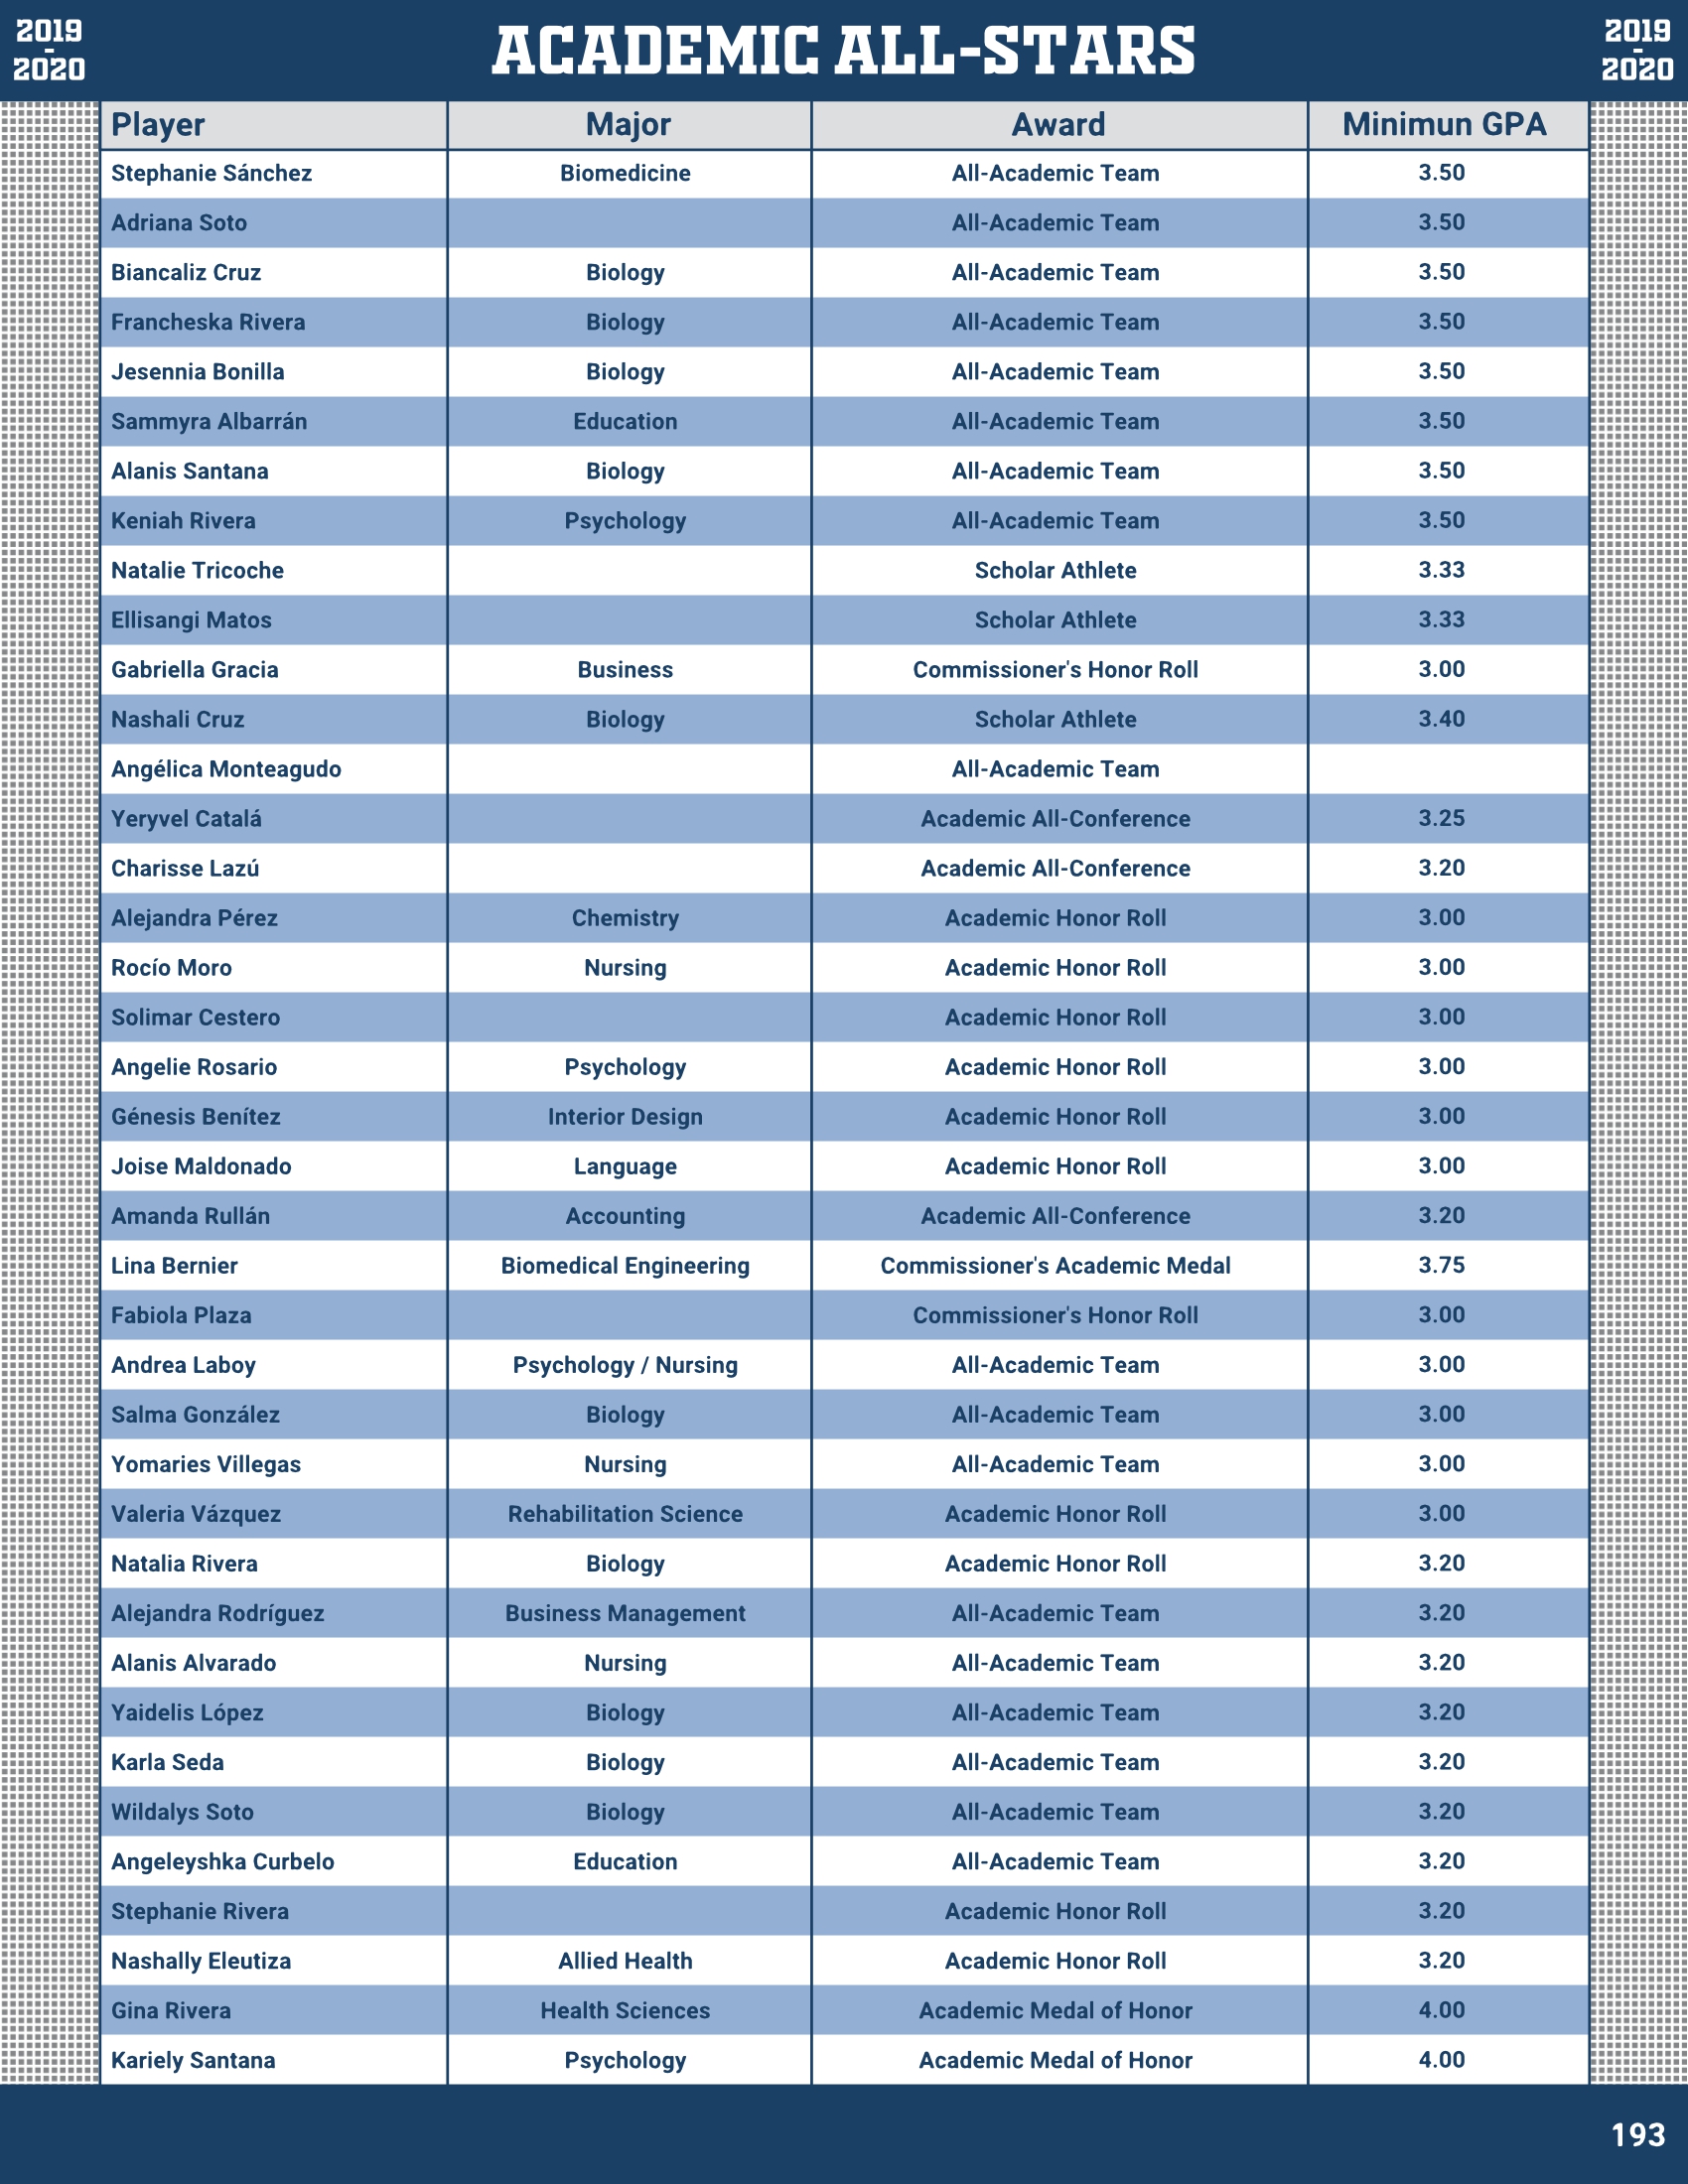 2019
-
2020
ACADEMIC ALL-STARS
2019
-
2020
Player Major Award Minimun GPA
Stephanie Sánchez Biomedicine All-Academic Team 3.50
Adriana Soto All-Academic Team 3.50
Biancaliz Cruz Biology All-Academic Team 3.50
Francheska Rivera Biology All-Academic Team 3.50
Jesennia Bonilla Biology All-Academic Team 3.50
Sammyra Albarrán Education All-Academic Team 3.50
Alanis Santana Biology All-Academic Team 3.50
Keniah Rivera Psychology All-Academic Team 3.50
Natalie Tricoche Scholar Athlete 3.33
Ellisangi Matos Scholar Athlete 3.33
Gabriella Gracia Business Commissioner's Honor Roll 3.00
Nashali Cruz Biology Scholar Athlete 3.40
Angélica Monteagudo All-Academic Team
Yeryvel Catalá Academic All-Conference 3.25
Charisse Lazú Academic All-Conference 3.20
Alejandra Pérez Chemistry Academic Honor Roll 3.00
Rocío Moro Nursing Academic Honor Roll 3.00
Solimar Cestero Academic Honor Roll 3.00
Angelie Rosario Psychology Academic Honor Roll 3.00
Génesis Benítez Interior Design Academic Honor Roll 3.00
Joise Maldonado Language Academic Honor Roll 3.00
Amanda Rullán Accounting Academic All-Conference 3.20
Lina Bernier Biomedical Engineering Commissioner's Academic Medal 3.75
Fabiola Plaza Commissioner's Honor Roll 3.00
Andrea Laboy Psychology / Nursing All-Academic Team 3.00
Salma González Biology All-Academic Team 3.00
Yomaries Villegas Nursing All-Academic Team 3.00
Valeria Vázquez Rehabilitation Science Academic Honor Roll 3.00
Natalia Rivera Biology Academic Honor Roll 3.20
Alejandra Rodríguez Business Management All-Academic Team 3.20
Alanis Alvarado Nursing All-Academic Team 3.20
Yaidelis López Biology All-Academic Team 3.20
Karla Seda Biology All-Academic Team 3.20
Wildalys Soto Biology All-Academic Team 3.20
Angeleyshka Curbelo Education All-Academic Team 3.20
Stephanie Rivera Academic Honor Roll 3.20
Nashally Eleutiza Allied Health Academic Honor Roll 3.20
Gina Rivera Health Sciences Academic Medal of Honor 4.00
Kariely Santana Psychology Academic Medal of Honor 4.00
193